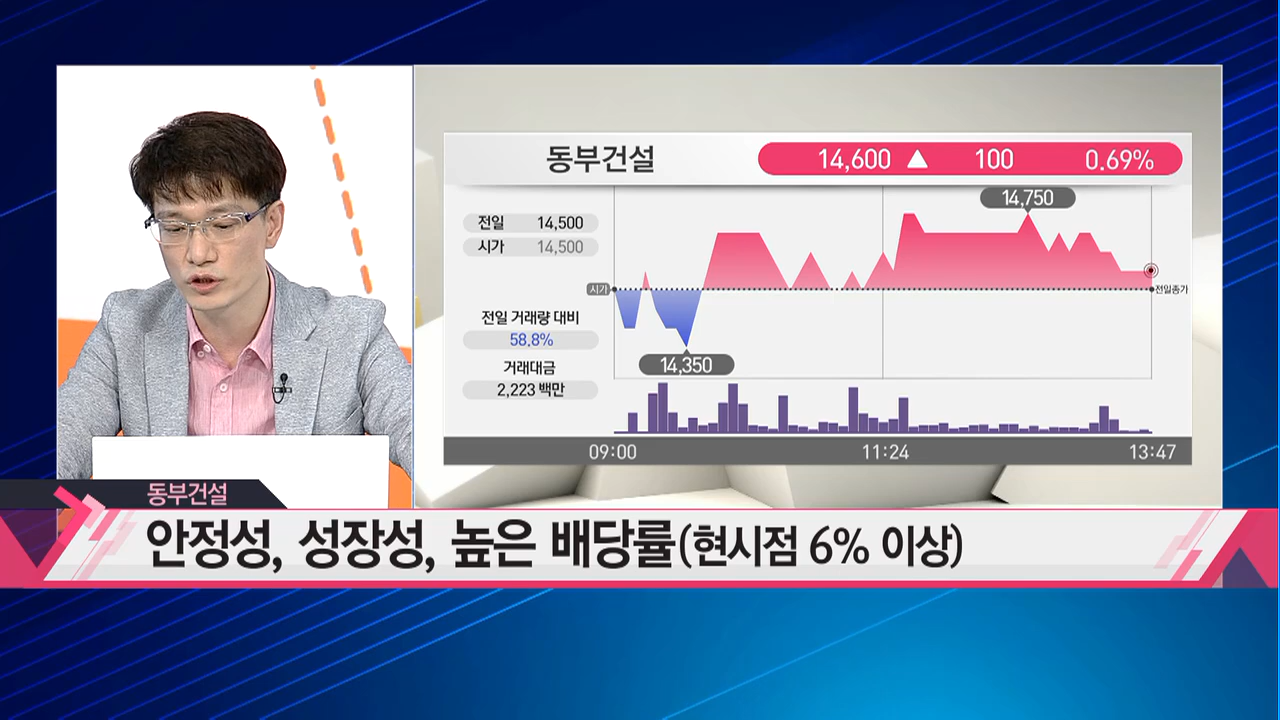 동부건설
14,600 ▲ 100 0.69%
전일 14,500
시가 14,500
전일 거래량 대비
58.8%
거래대금
2,223 백만
14,750
시가
전일종가
14,350
09:00 11:24 13:47
동부건설
안정성, 성장성, 높은 배당률(현시점 6% 이상)